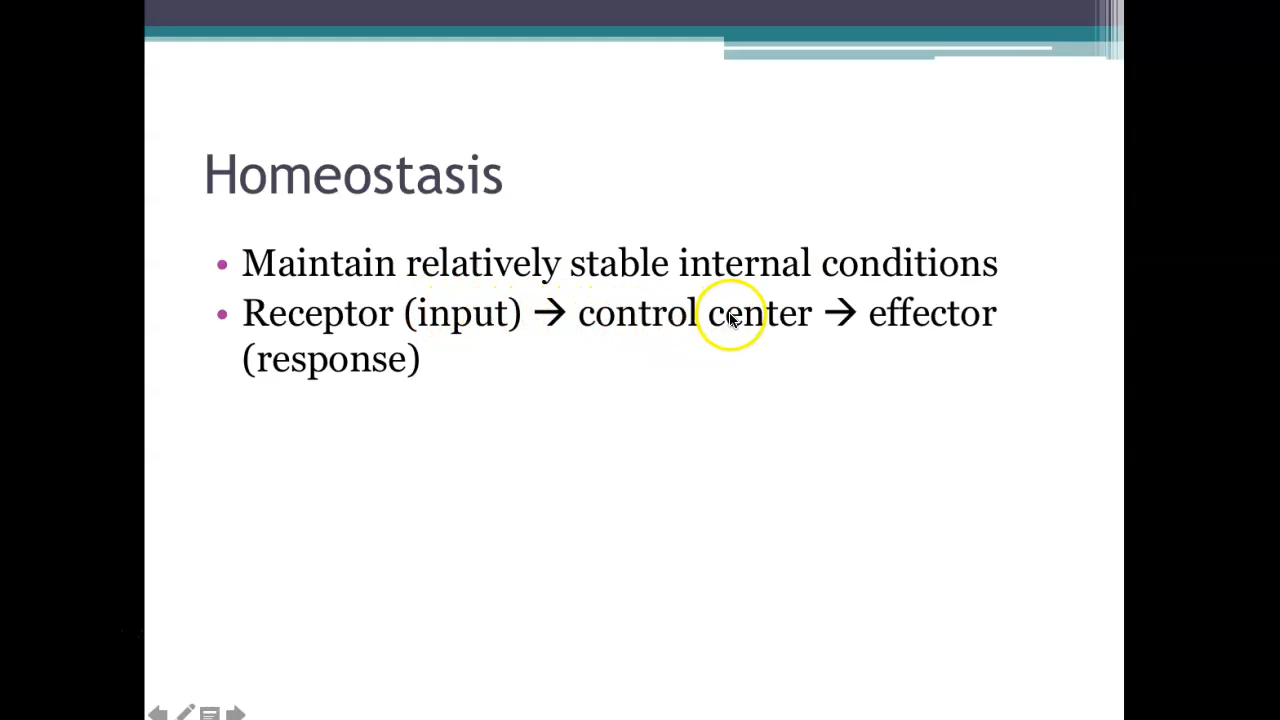 Homeostasis
• Maintain relatively stable internal conditions
• Receptor (input) → control center → effector
(response)